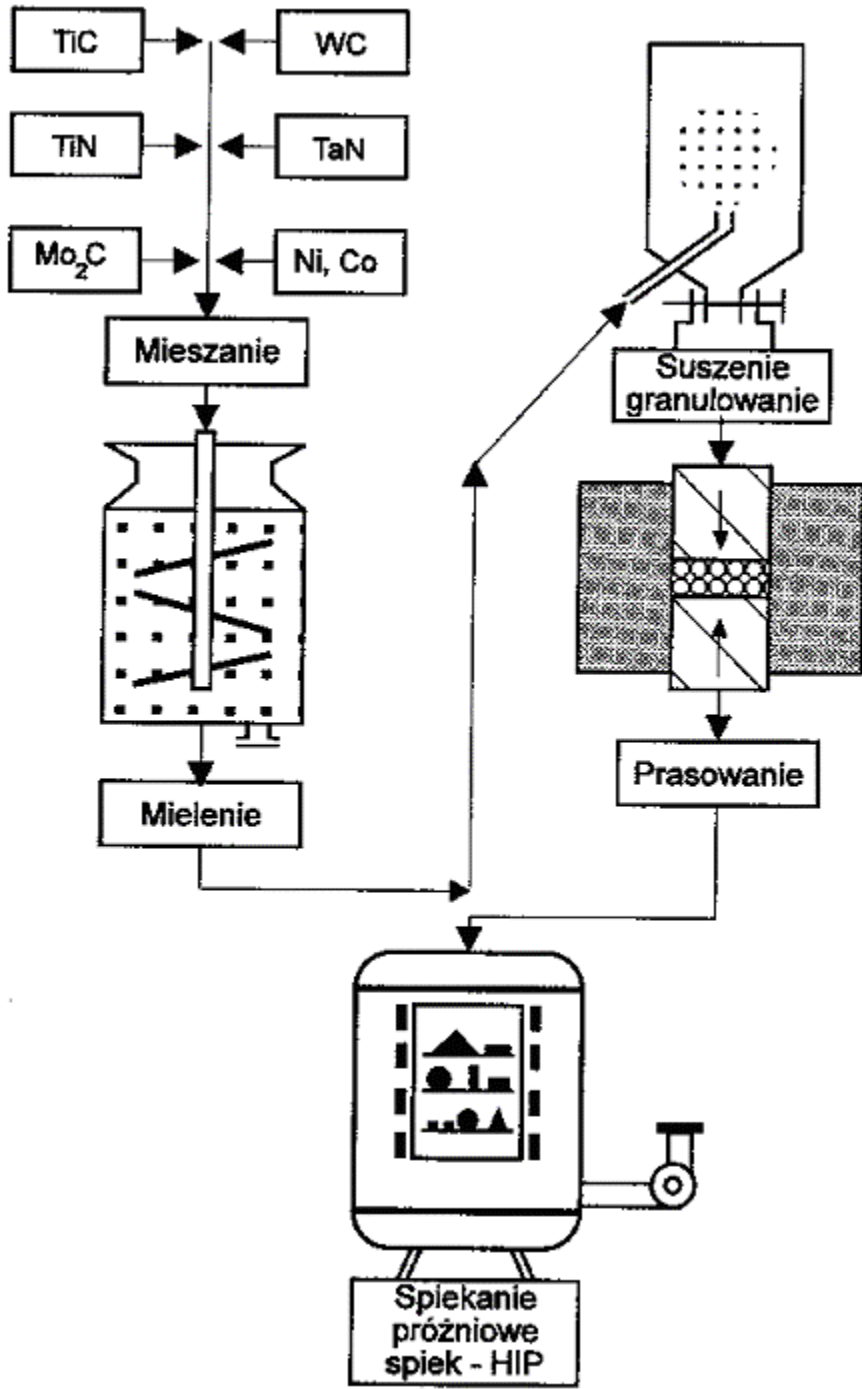 TiC
WC
TiN
TaN
Mo₂C
Ni, Co
Mieszanie
Mielenie
Suszenie
granulowanie
Prasowanie
Spiekanie
próżniowe
spiek - HIP